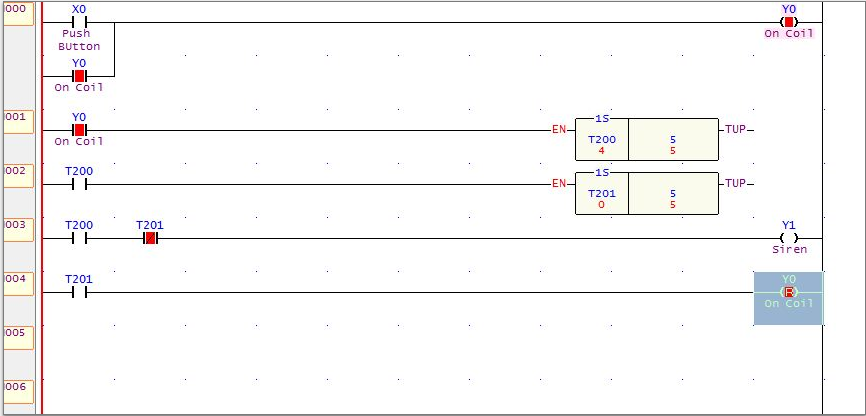 000
X0
Y0
Push
BUtton
On Coil
Y0
On Coil
001
Y0
EN
1S
TUP
T200
5
On Coil
4
5
002
T200
EN
1S
TUP
T201
5
0
5
003
T200
T201
Y1
Siren
004
T201
Y0
R
On Coil
005
006